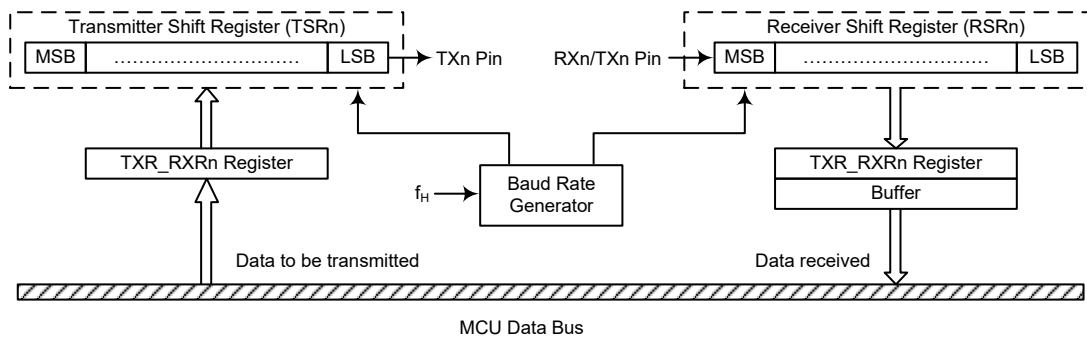 Transmitter Shift Register (TSRn)
MSB ………………………… LSB
TXn Pin
RXn/TXn Pin
Receiver Shift Register (RSRn)
MSB ………………………… LSB
TXR_RXRn Register
fH
Baud Rate
Generator
TXR_RXRn Register
Buffer
Data to be transmitted
Data received
MCU Data Bus